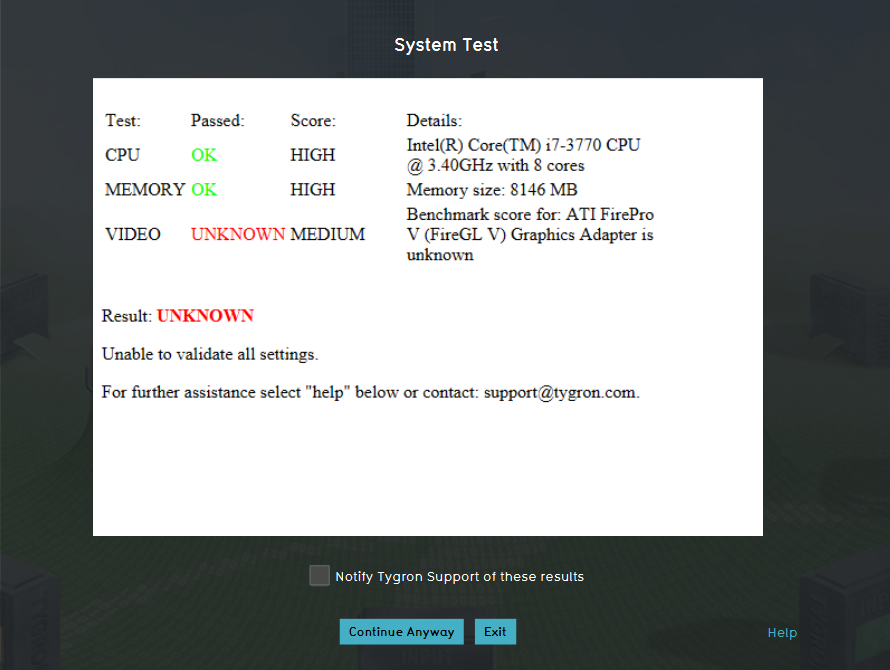 System Test
Test: Passed: Score: Details:
CPU OK HIGH Intel(R) Core(TM) i7-3770 CPU
@ 3.40GHz with 8 cores
MEMORY OK HIGH Memory size: 8146 MB
Benchmark score for: ATI FirePro
VIDEO UNKNOWN MEDIUM V (FireGL V) Graphics Adapter is
unknown
Result: UNKNOWN
Unable to validate all settings.
For further assistance select "help" below or contact: support@tygron.com.
Notify Tygron Support of these results
Continue Anyway Exit Help